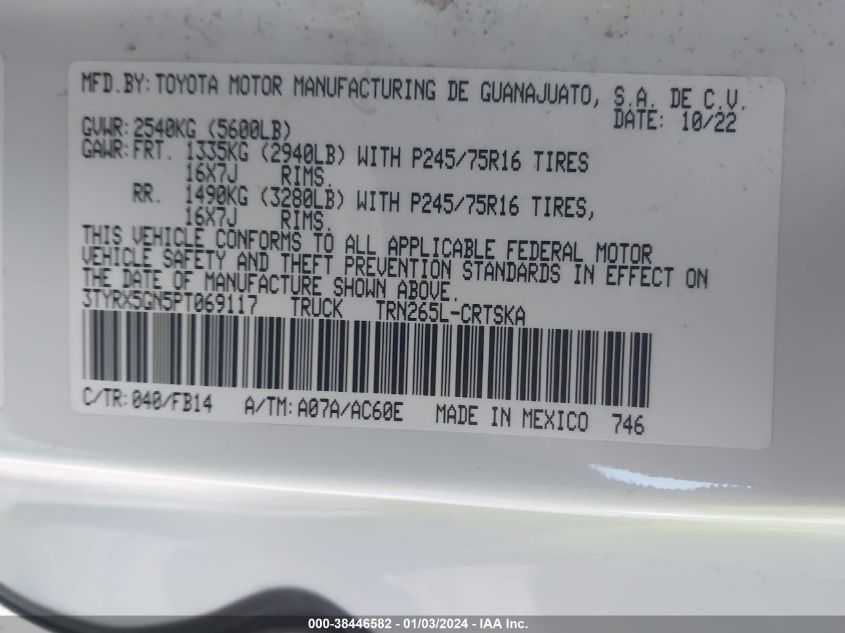 MFD.BY:TOYOTA MOTOR MANUFACTURING DE GUANAJUATO, S.A. DE C.V.
GVWR:2540KG (5600LB) DATE: 10/22
GAWR:FRT. 1335KG (2940LB) WITH P245/75R16 TIRES
16X7J RIMS.
RR. 1490KG (3280LB) WITH P245/75R16 TIRES,
16X7J RIMS.
THIS VEHICLE CONFORMS TO ALL APPLICABLE FEDERAL MOTOR
VEHICLE SAFETY AND THEFT PREVENTION STANDARDS IN EFFECT ON
THE DATE OF MANUFACTURE SHOWN ABOVE.
3TYRX5GN5PT069117 TRUCK TRN265L-CRTSKA
C/TR:040/FB14 A/TM:A07A/AC60E MADE IN MEXICO 746
000-38446582 - 01/03/2024 - IAA Inc.